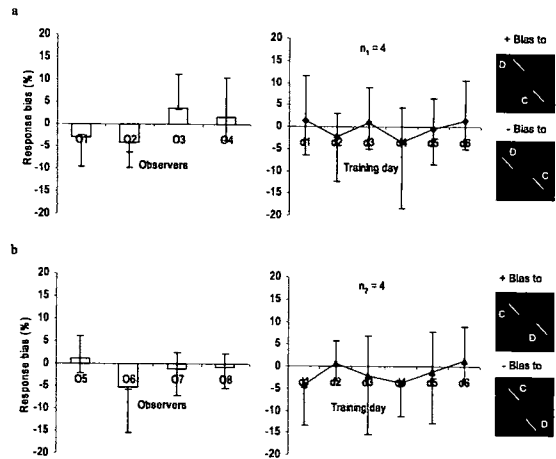 a
Response bias (%)
20
15
10
5
0
-5
-10
-15
-20
O1 O2 O3 O4
Observers
20
15
10
5
0
-5
-10
-15
-20
n1 = 4
d1 d2 d3 d4 d5 d6
Training day
+ Bias to
D
C
- Bias to
D
C
b
Response bias (%)
20
15
10
5
0
-5
-10
-15
-20
O5 O6 O7 O8
Observers
20
15
10
5
0
-5
-10
-15
-20
n2 = 4
d1 d2 d3 d4 d5 d6
Training day
+ Bias to
C
D
- Bias to
C
D